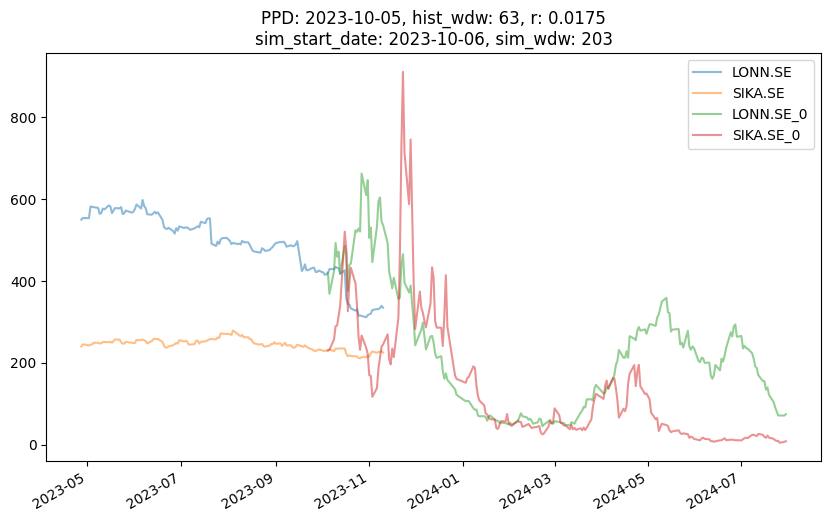 PPD: 2023-10-05, hist_wdw: 63, r: 0.0175
sim_start_date: 2023-10-06, sim_wdw: 203
LONN.SE
SIKA.SE
LONN.SE_0
SIKA.SE_0
800
600
400
200
0
2023-05
2023-07
2023-09
2023-11
2024-01
2024-03
2024-05
2024-07